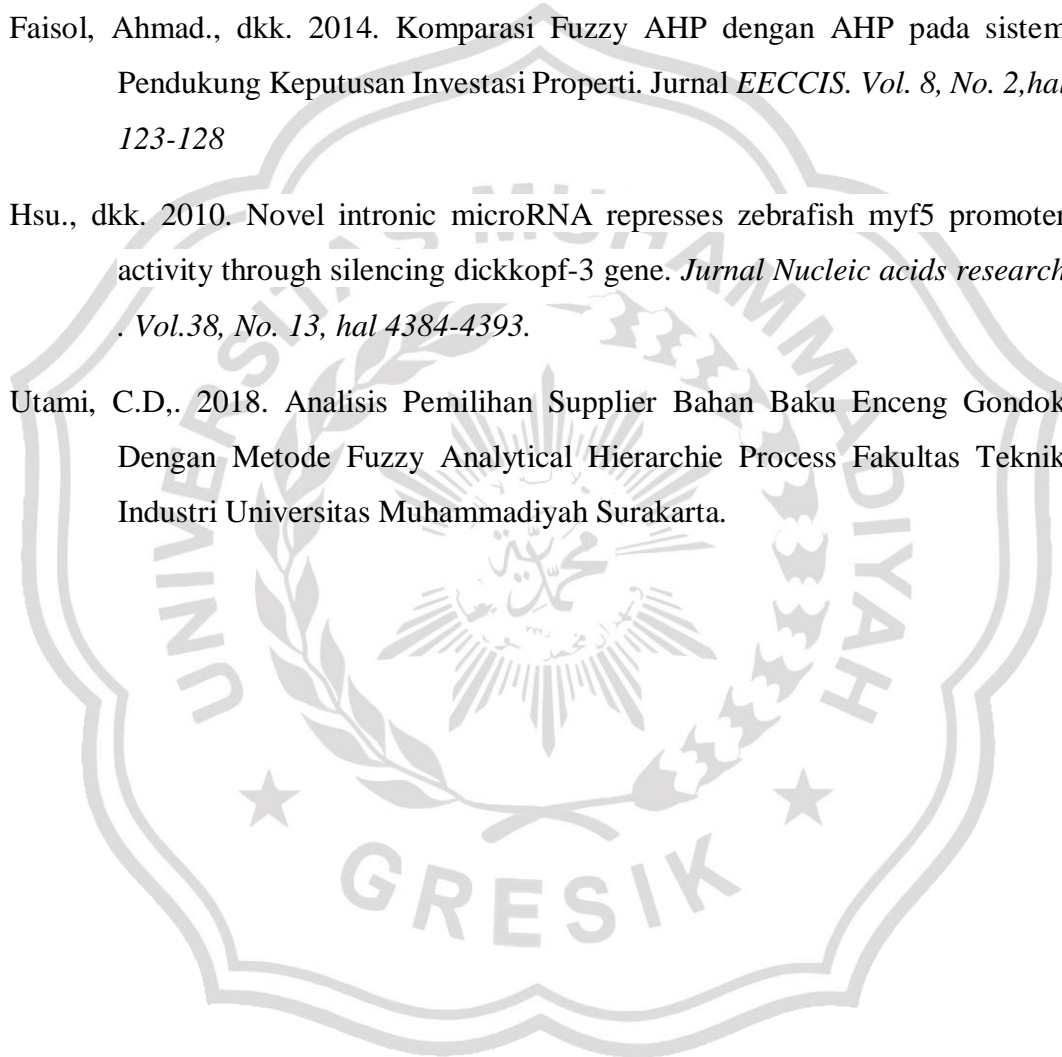 Faisol, Ahmad., dkk. 2014. Komparasi Fuzzy AHP dengan AHP pada sistem
Pendukung Keputusan Investasi Properti. Jurnal EECCIS. Vol. 8, No. 2,hal
123-128
Hsu., dkk. 2010. Novel intronic microRNA represses zebrafish myf5 promoter
activity through silencing dickkopf-3 gene. Jurnal Nucleic acids research
. Vol.38, No. 13, hal 4384-4393.
Utami, C.D,. 2018. Analisis Pemilihan Supplier Bahan Baku Enceng Gondok
Dengan Metode Fuzzy Analytical Hierarchie Process Fakultas Teknik
Industri Universitas Muhammadiyah Surakarta.
UNIVERSITAS MUHAMMADIYAH
محمد
GRESIK